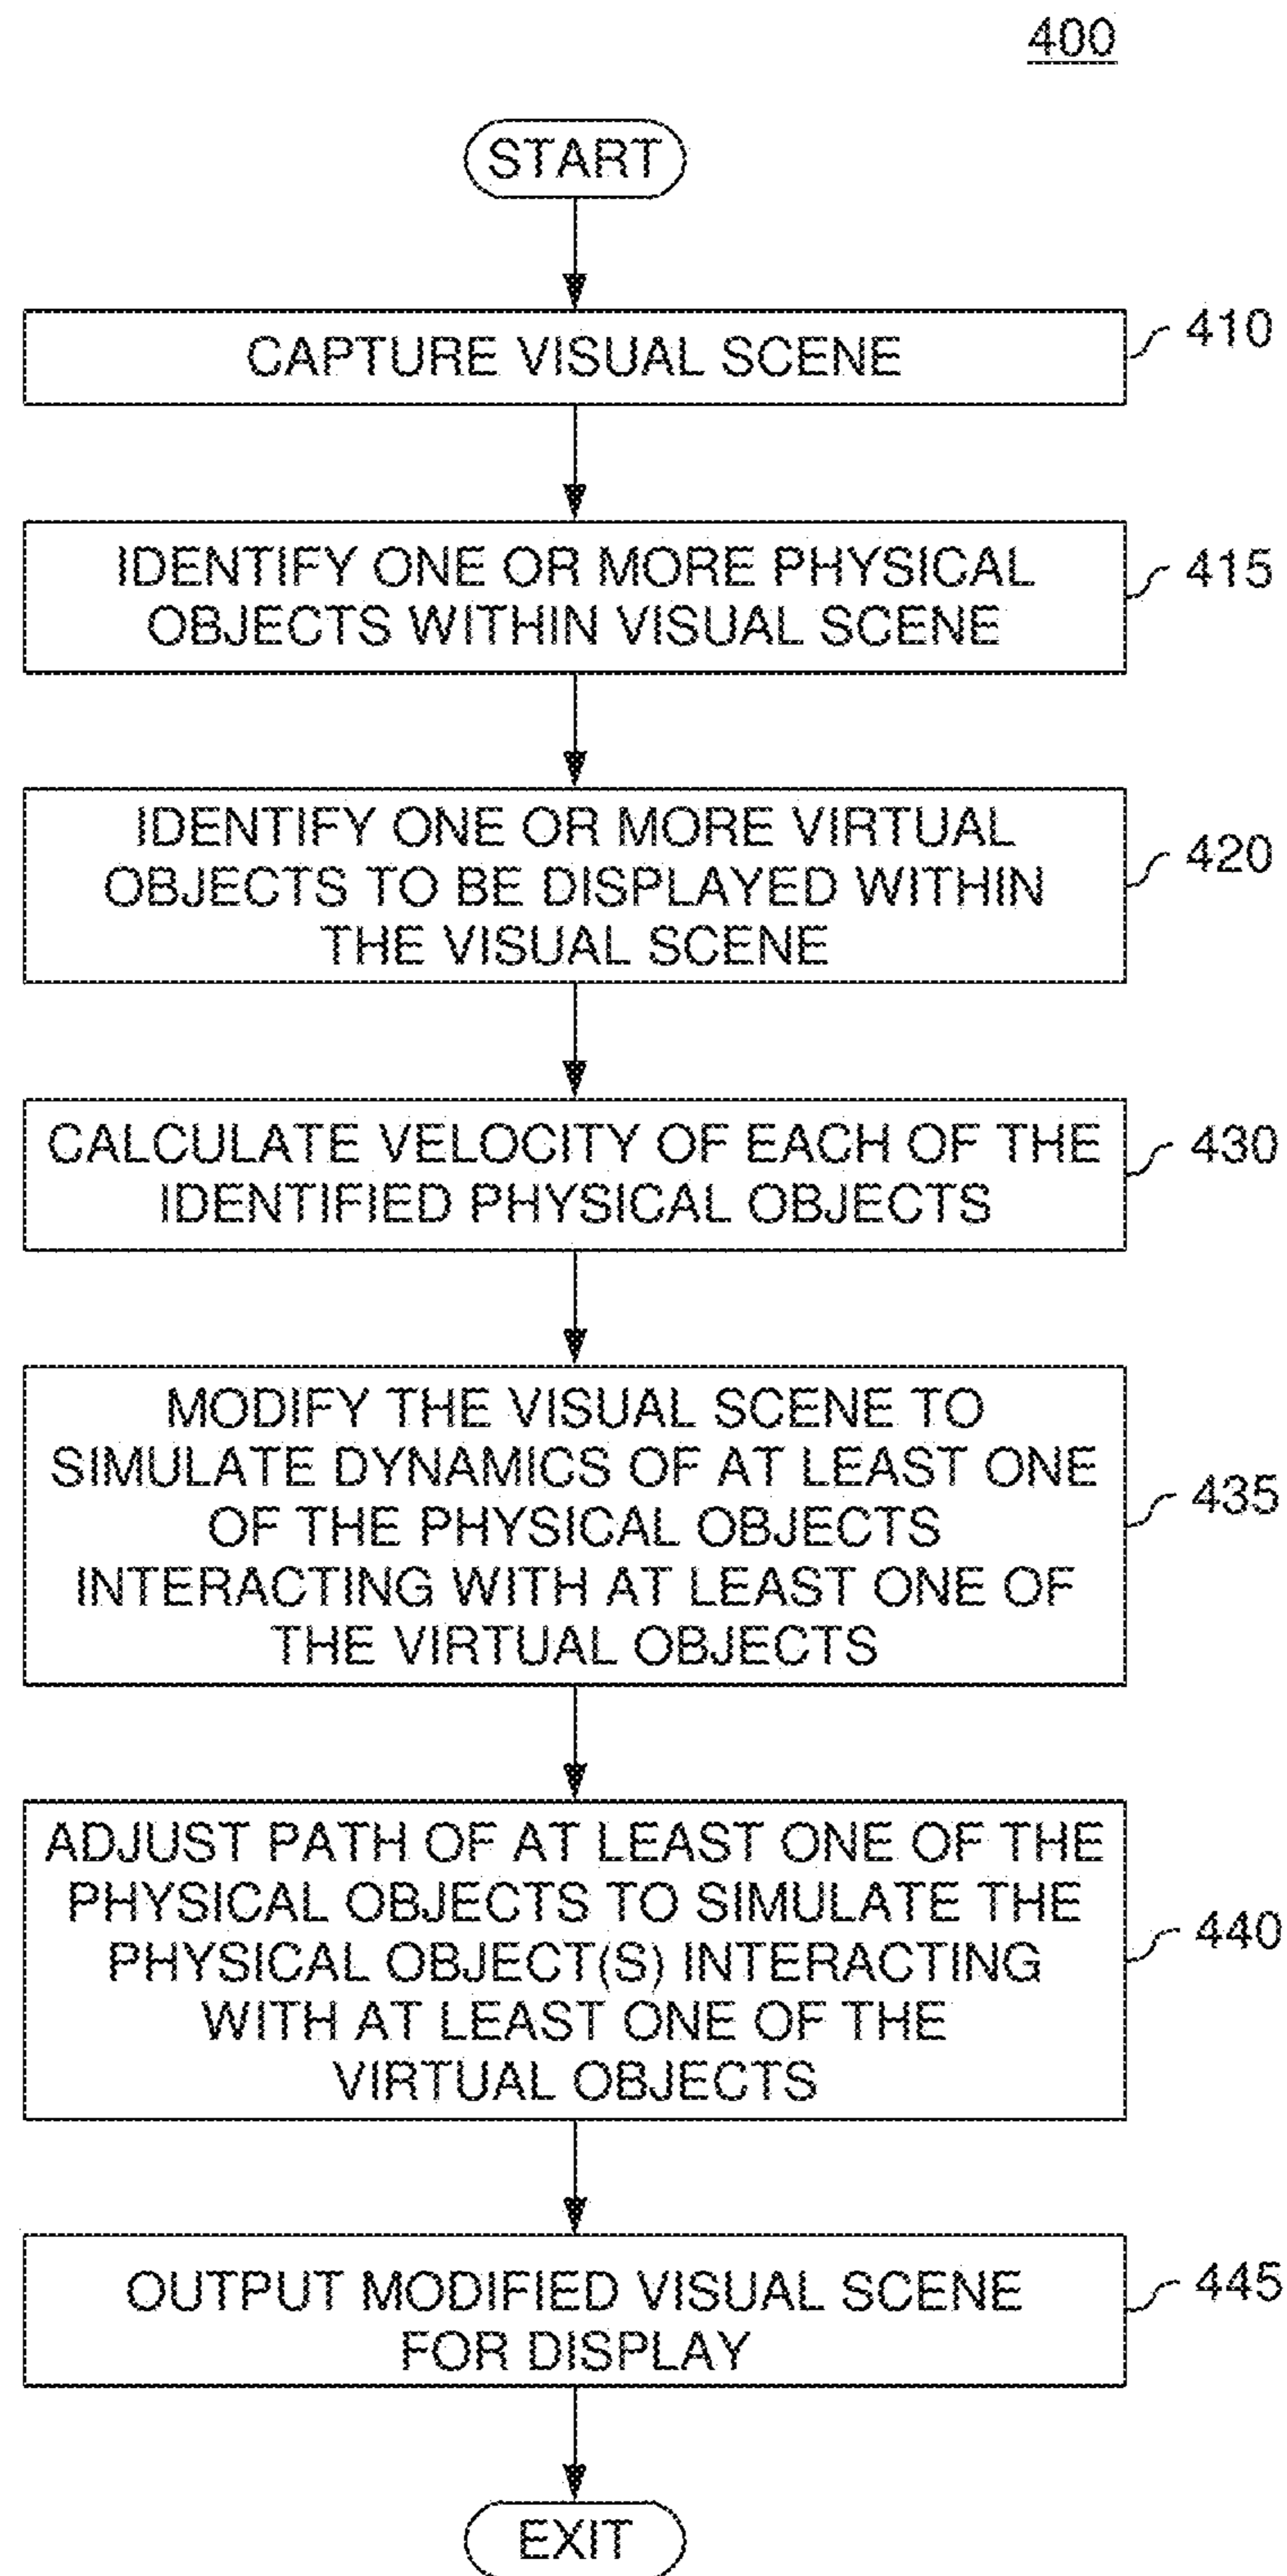 400
START
CAPTURE VISUAL SCENE
410
IDENTIFY ONE OR MORE PHYSICAL
OBJECTS WITHIN VISUAL SCENE
415
IDENTIFY ONE OR MORE VIRTUAL
OBJECTS TO BE DISPLAYED WITHIN
THE VISUAL SCENE
420
CALCULATE VELOCITY OF EACH OF THE
IDENTIFIED PHYSICAL OBJECTS
430
MODIFY THE VISUAL SCENE TO
SIMULATE DYNAMICS OF AT LEAST ONE
OF THE PHYSICAL OBJECTS
INTERACTING WITH AT LEAST ONE OF
THE VIRTUAL OBJECTS
435
ADJUST PATH OF AT LEAST ONE OF THE
PHYSICAL OBJECTS TO SIMULATE THE
PHYSICAL OBJECT(S) INTERACTING
WITH AT LEAST ONE OF THE
VIRTUAL OBJECTS
440
OUTPUT MODIFIED VISUAL SCENE
FOR DISPLAY
445
EXIT